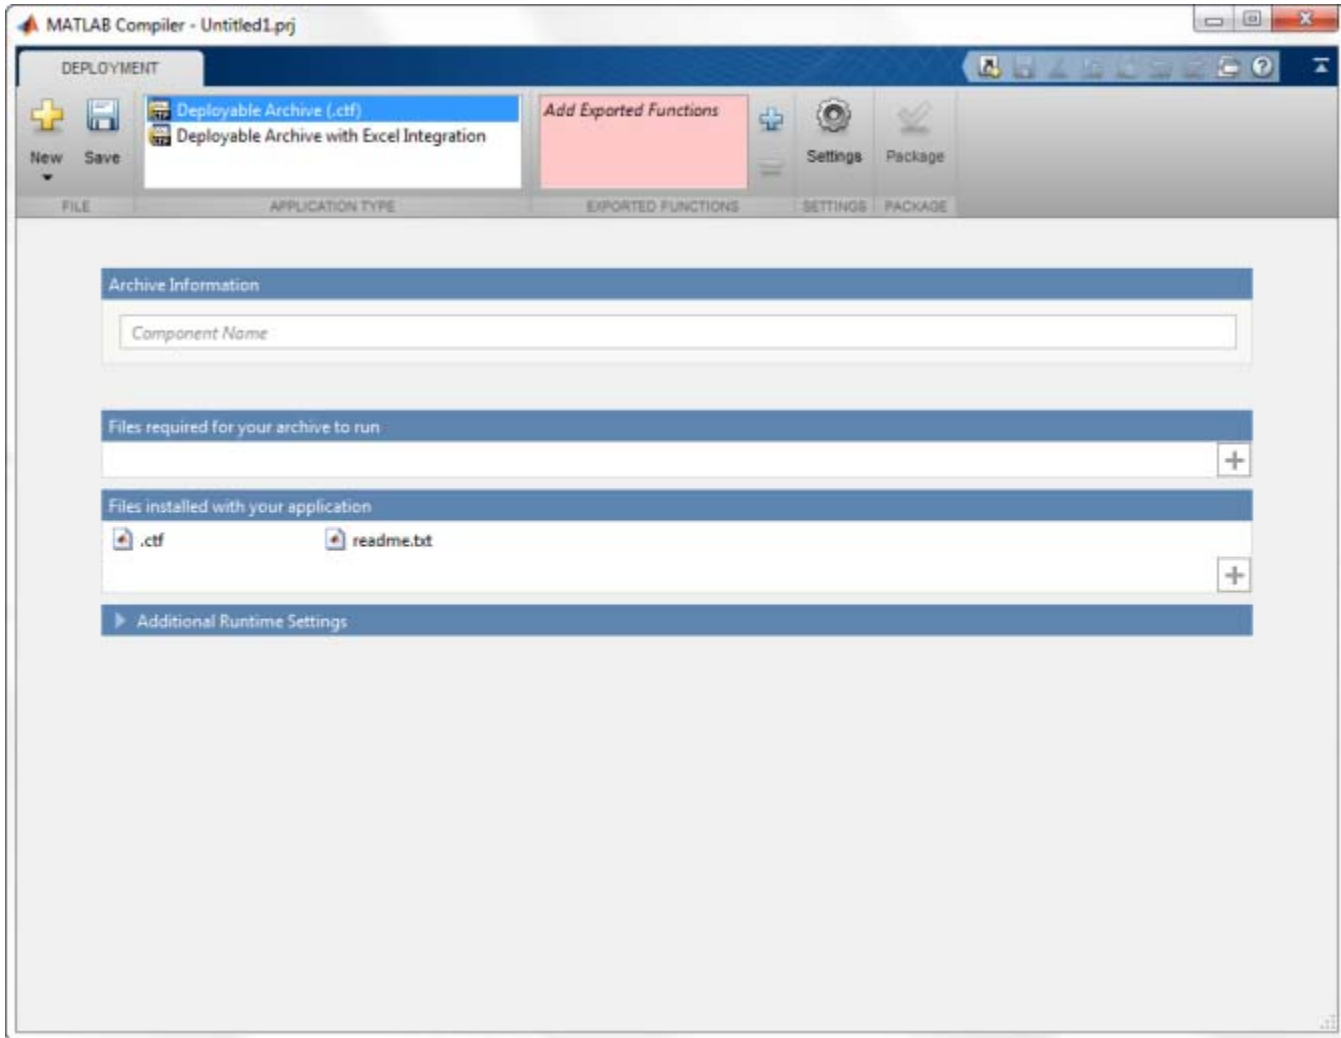 MATLAB Compiler - Untitled1.prj
DEPLOYMENT
New
Save
Deployable Archive (.ctf)
Deployable Archive with Excel Integration
Add Exported Functions
Settings
Package
FILE
APPLICATION TYPE
EXPORTED FUNCTIONS
SETTINGS
PACKAGE
Archive Information
Component Name
Files required for your archive to run
Files installed with your application
.ctf
readme.txt
Additional Runtime Settings